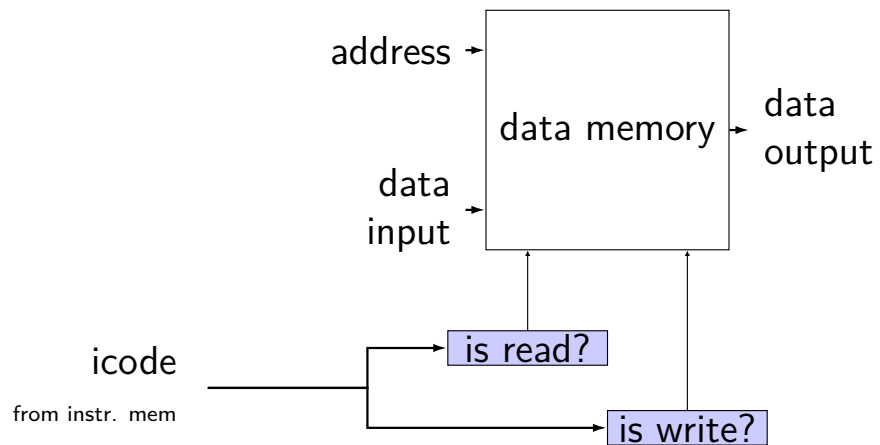 address
data memory
data
output
data
input
is read?
icode
from instr. mem
is write?